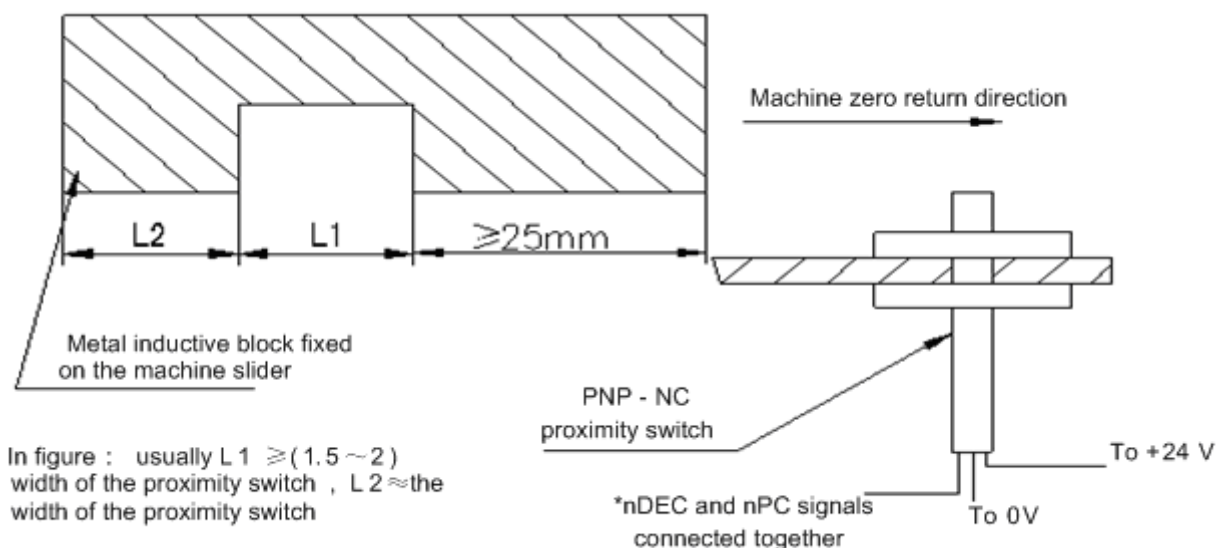 Machine zero return direction
L2
L1
≥25mm
Metal inductive block fixed
on the machine slider
PNP - NC
proximity switch
In figure : usually L 1 ≥(1.5～2)
width of the proximity switch , L 2 ≈the
width of the proximity switch
To +24 V
*nDEC and nPC signals
connected together
To 0V